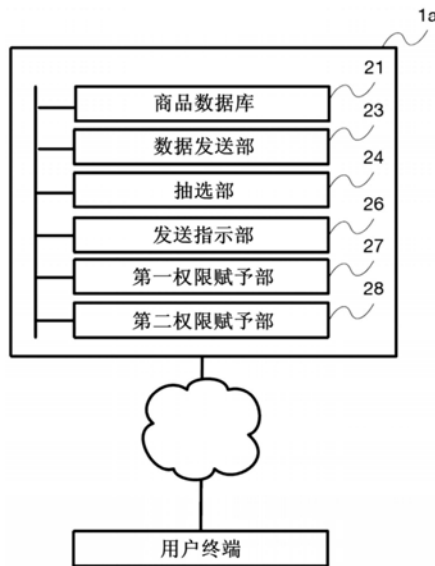 1a
21
商品数据库
23
数据发送部
24
抽选部
26
发送指示部
27
第一权限赋予部
28
第二权限赋予部
用户终端